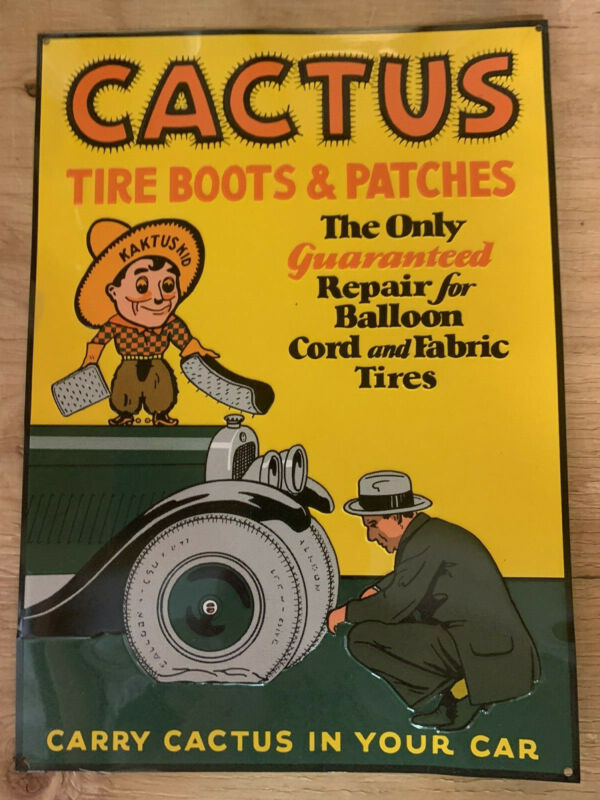 CACTUS
TIRE BOOTS & PATCHES
The Only
Guaranteed
Repair for
Balloon
Cord and Fabric
Tires
KAKTUS KID
BALLOON
CARRY CACTUS IN YOUR CAR